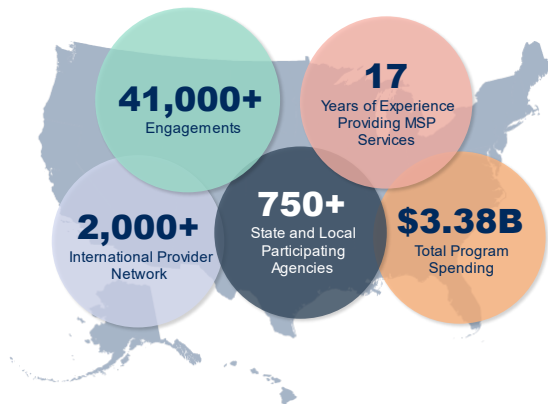 41,000+
Engagements
17
Years of Experience
Providing MSP
Services
2,000+
International Provider
Network
750+
State and Local
Participating
Agencies
$3.38B
Total Program
Spending